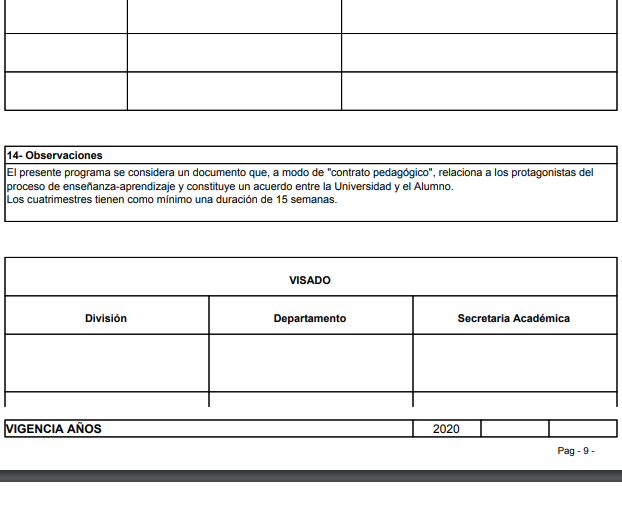 14- Observaciones
El presente programa se considera un documento que, a modo de "contrato pedagógico", relaciona a los protagonistas del
proceso de enseñanza-aprendizaje y constituye un acuerdo entre la Universidad y el Alumno.
Los cuatrimestres tienen como mínimo una duración de 15 semanas.
VISADO
División Departamento Secretaria Académica
VIGENCIA AÑOS 2020
Pag - 9 -